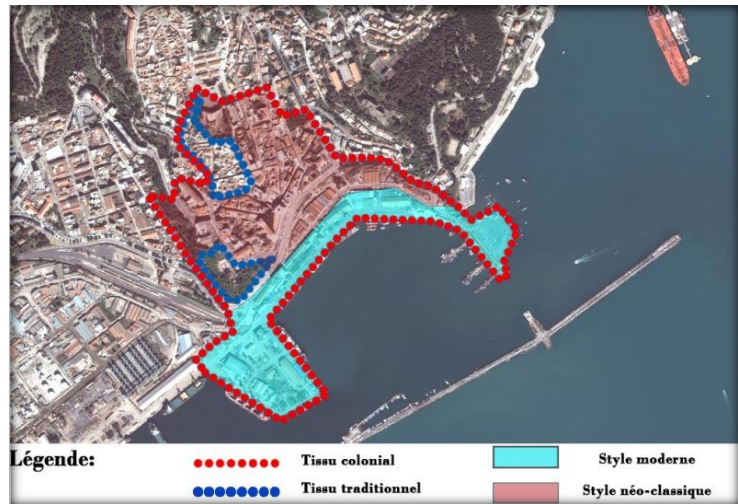 Légende:
Tissu colonial
Style moderne
Tissu traditionnel
Style néo-classique